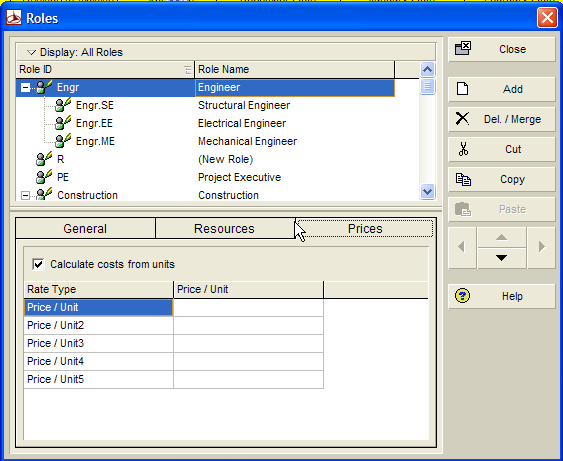 Roles
Display: All Roles
Role ID Role Name
Engr Engineer
Engr.SE Structural Engineer
Engr.EE Electrical Engineer
Engr.ME Mechanical Engineer
R (New Role)
PE Project Executive
Construction Construction
General Resources Prices
Calculate costs from units
Rate Type Price / Unit
Price / Unit
Price / Unit2
Price / Unit3
Price / Unit4
Price / Unit5
Close
Add
Del. / Merge
Cut
Copy
Paste
Help